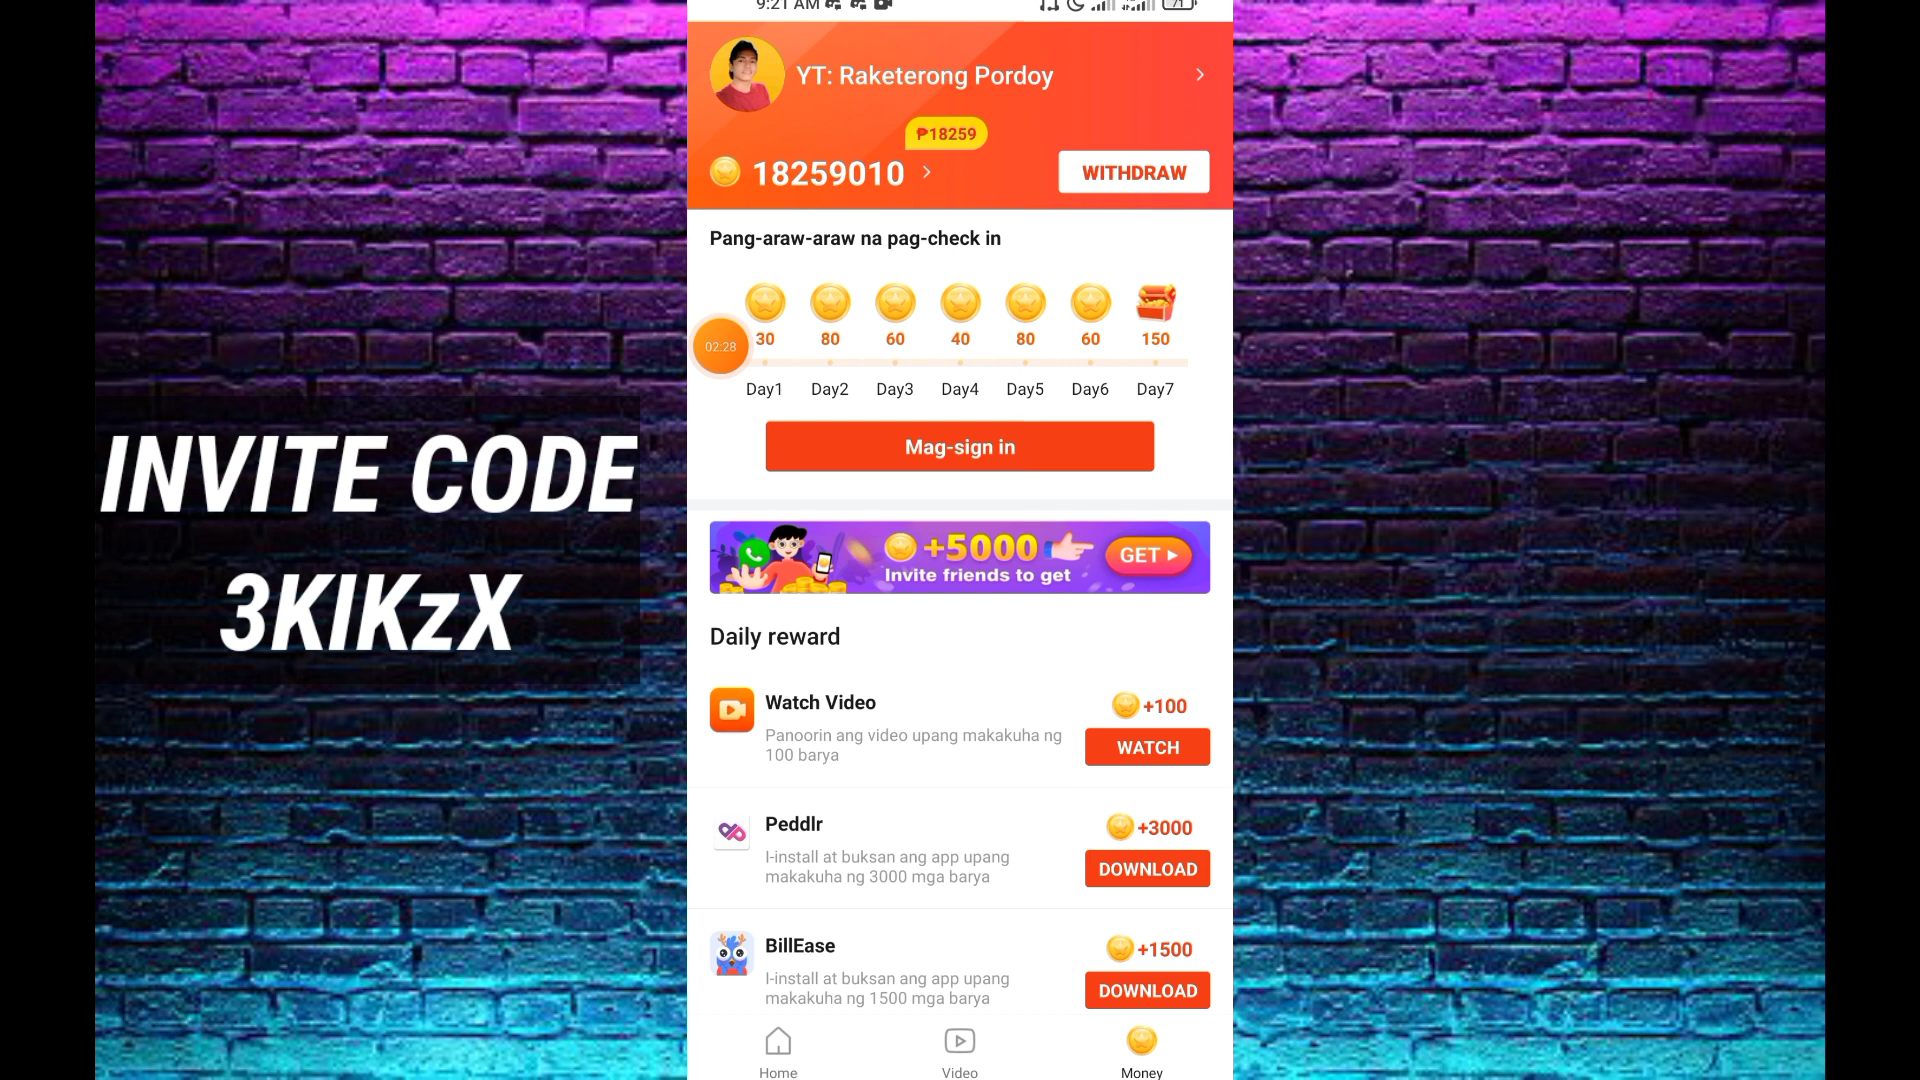 9:21 AM
71
YT: Raketerong Pordoy
₱18259
18259010
WITHDRAW
Pang-araw-araw na pag-check in
30 80 60 40 80 60 150
02:28
Day1 Day2 Day3 Day4 Day5 Day6 Day7
Mag-sign in
INVITE CODE
3KIKzX
+5000
Invite friends to get
GET
Daily reward
Watch Video
+100
Panoorin ang video upang makakuha ng
100 barya
WATCH
Peddlr
+3000
I-install at buksan ang app upang
makakuha ng 3000 mga barya
DOWNLOAD
BillEase
+1500
I-install at buksan ang app upang
makakuha ng 1500 mga barya
DOWNLOAD
Home Video Money